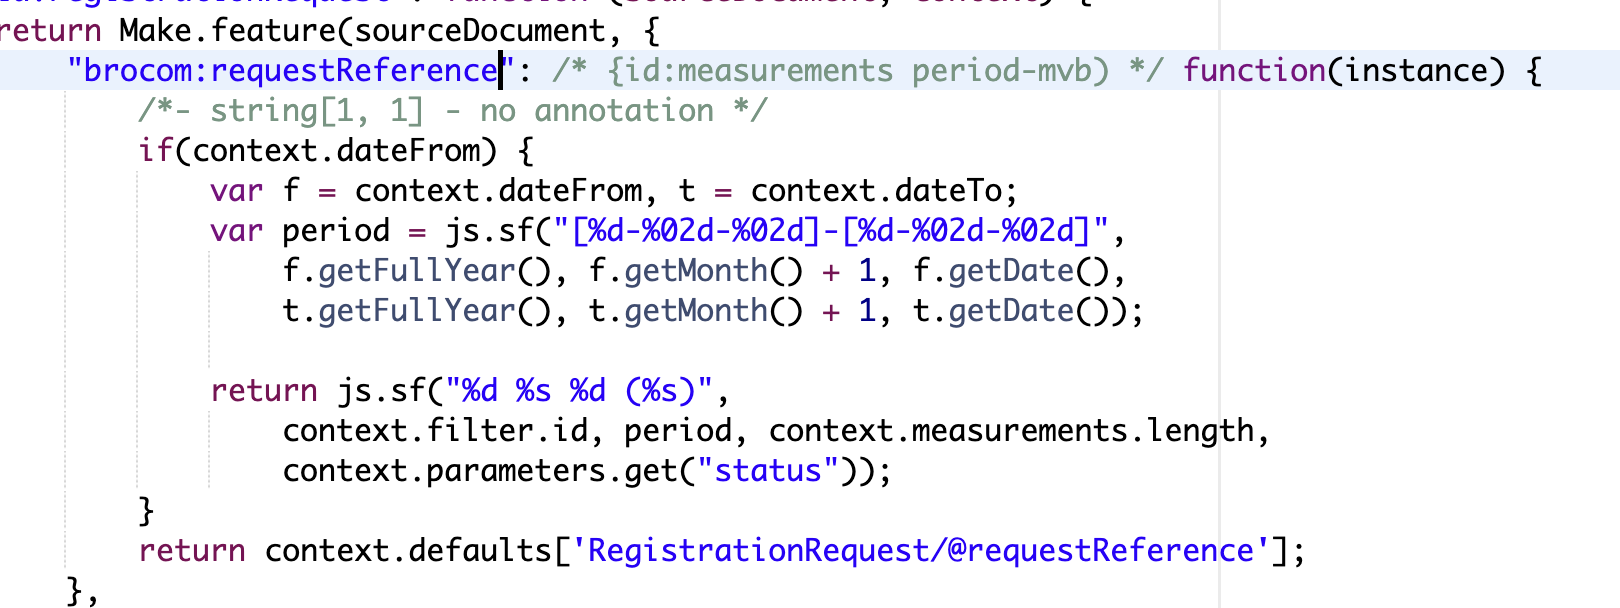 return Make.feature(sourceDocument, {
"brocom:requestReference": /* {id:measurements period-mvb) */ function(instance) {
/*- string[1, 1] - no annotation */
if(context.dateFrom) {
var f = context.dateFrom, t = context.dateTo;
var period = js.sf("[%d-%02d-%02d]-[%d-%02d-%02d]",
f.getFullYear(), f.getMonth() + 1, f.getDate(),
t.getFullYear(), t.getMonth() + 1, t.getDate());
return js.sf("%d %s %d (%s)",
context.filter.id, period, context.measurements.length,
context.parameters.get("status"));
}
return context.defaults['RegistrationRequest/@requestReference'];
},